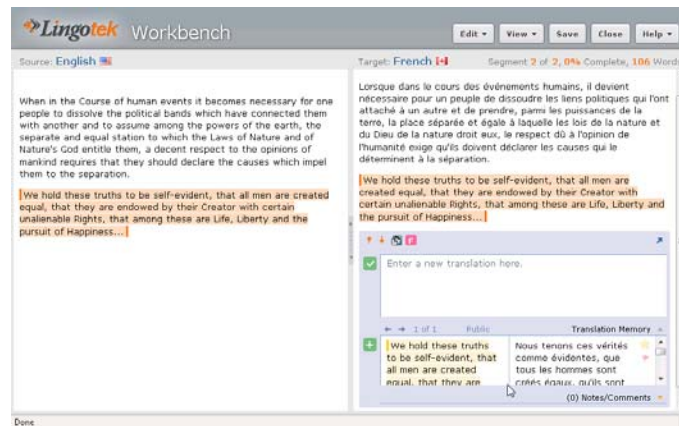 Lingotek Workbench
Edit View Save Close Help
Source: English
Target: French
Segment 2 of 2, 0% Complete, 106 Words
When in the Course of human events it becomes necessary for one
people to dissolve the political bands which have connected them
with another and to assume among the powers of the earth, the
separate and equal station to which the Laws of Nature and of
Nature's God entitle them, a decent respect to the opinions of
mankind requires that they should declare the causes which impel
them to the separation.
We hold these truths to be self-evident, that all men are created
equal, that they are endowed by their Creator with certain
unalienable Rights, that among these are Life, Liberty and the
pursuit of Happiness...
Lorsque dans le cours des événements humains, il devient
nécessaire pour un peuple de dissoudre les liens politiques qui l'ont
attaché à un autre et de prendre, parmi les puissances de la
terre, la place séparée et égale à laquelle les lois de la nature et
du Dieu de la nature droit eux, le respect dû à l'opinion de
l'humanité exige qu'ils doivent déclarer les causes qui le
déterminent à la séparation.
We hold these truths to be self-evident, that all men are
created equal, that they are endowed by their Creator with
certain unalienable Rights, that among these are Life, Liberty and
the pursuit of Happiness...
Enter a new translation here.
1 of 1 Public Translation Memory
We hold these truths
to be self-evident, that
all men are created
equal, that they are
Nous tenons ces vérités
comme évidentes, que
tous les hommes sont
créés égaux, qu'ils sont
(0) Notes/Comments
Done